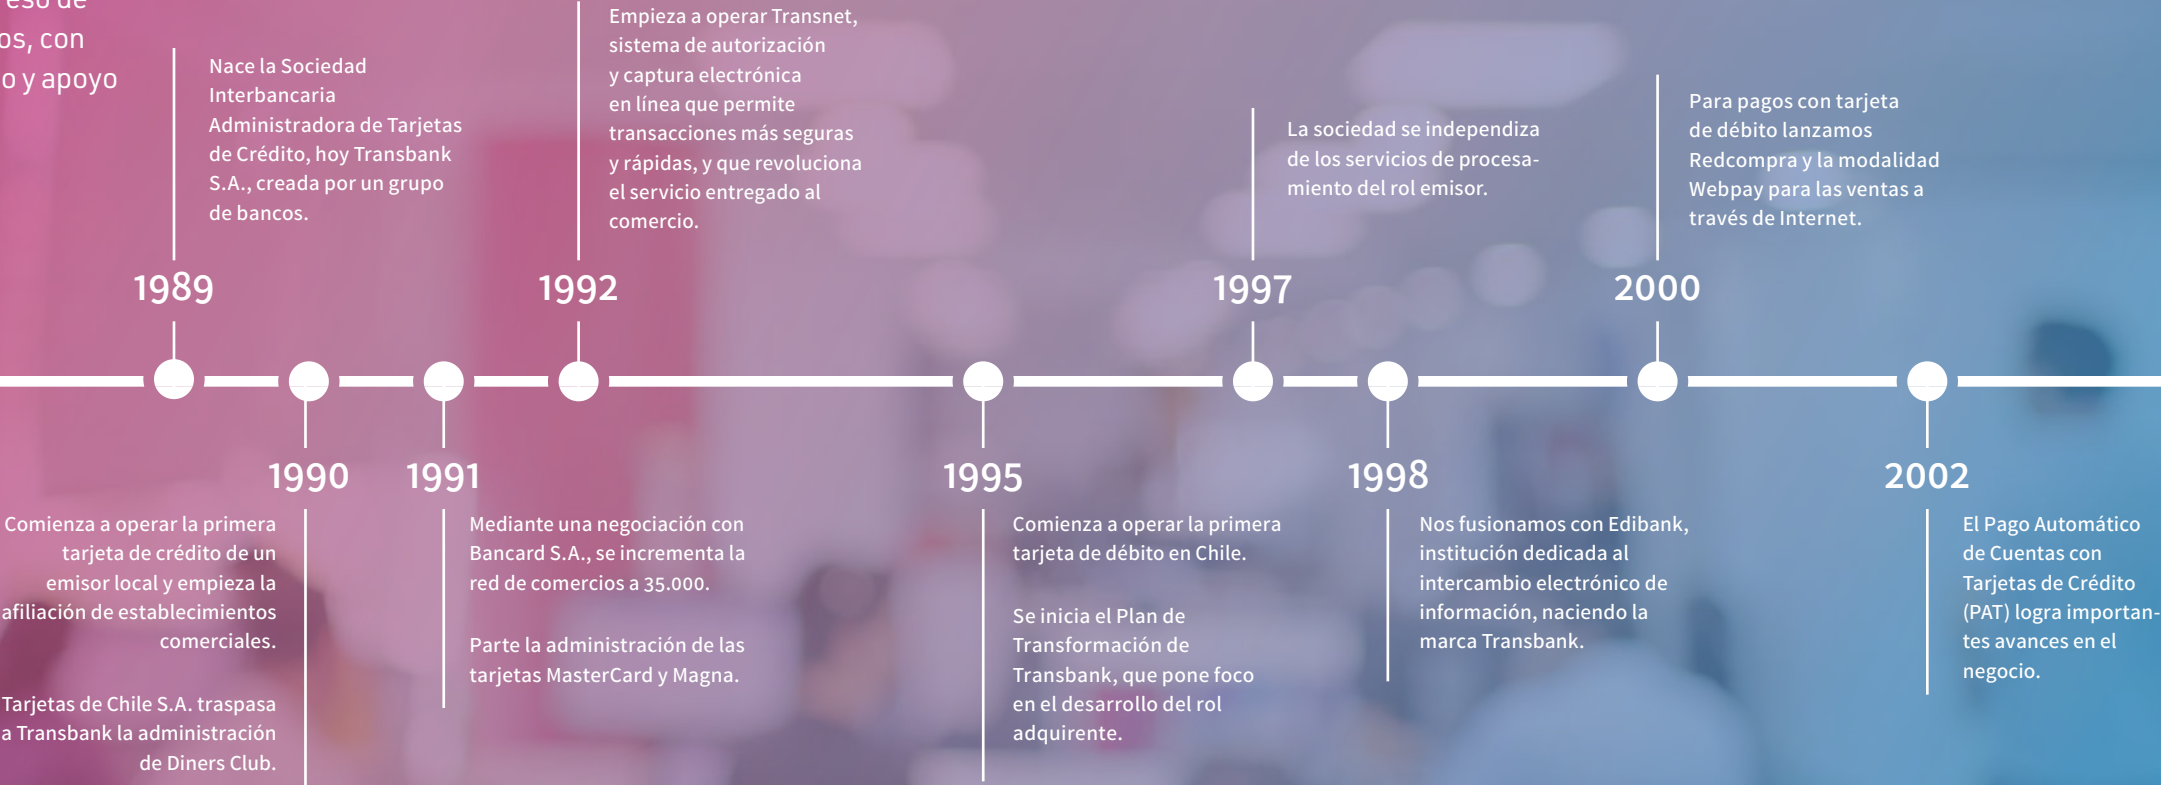 eso de
os, con
o y apoyo
Nace la Sociedad
Interbancaria
Administradora de Tarjetas
de Crédito, hoy Transbank
S.A., creada por un grupo
de bancos.
1989
Empieza a operar Transnet,
sistema de autorización
y captura electrónica
en línea que permite
transacciones más seguras
y rápidas, y que revoluciona
el servicio entregado al
comercio.
1992
La sociedad se independiza
de los servicios de procesa-
miento del rol emisor.
1997
Para pagos con tarjeta
de débito lanzamos
Redcompra y la modalidad
Webpay para las ventas a
través de Internet.
2000
1990
Comienza a operar la primera
tarjeta de crédito de un
emisor local y empieza la
afiliación de establecimientos
comerciales.
Tarjetas de Chile S.A. traspasa
a Transbank la administración
de Diners Club.
1991
Mediante una negociación con
Bancard S.A., se incrementa la
red de comercios a 35.000.
Parte la administración de las
tarjetas MasterCard y Magna.
1995
Comienza a operar la primera
tarjeta de débito en Chile.
Se inicia el Plan de
Transformación de
Transbank, que pone foco
en el desarrollo del rol
adquirente.
1998
Nos fusionamos con Edibank,
institución dedicada al
intercambio electrónico de
información, naciendo la
marca Transbank.
2002
El Pago Automático
de Cuentas con
Tarjetas de Crédito
(PAT) logra importan-
tes avances en el
negocio.